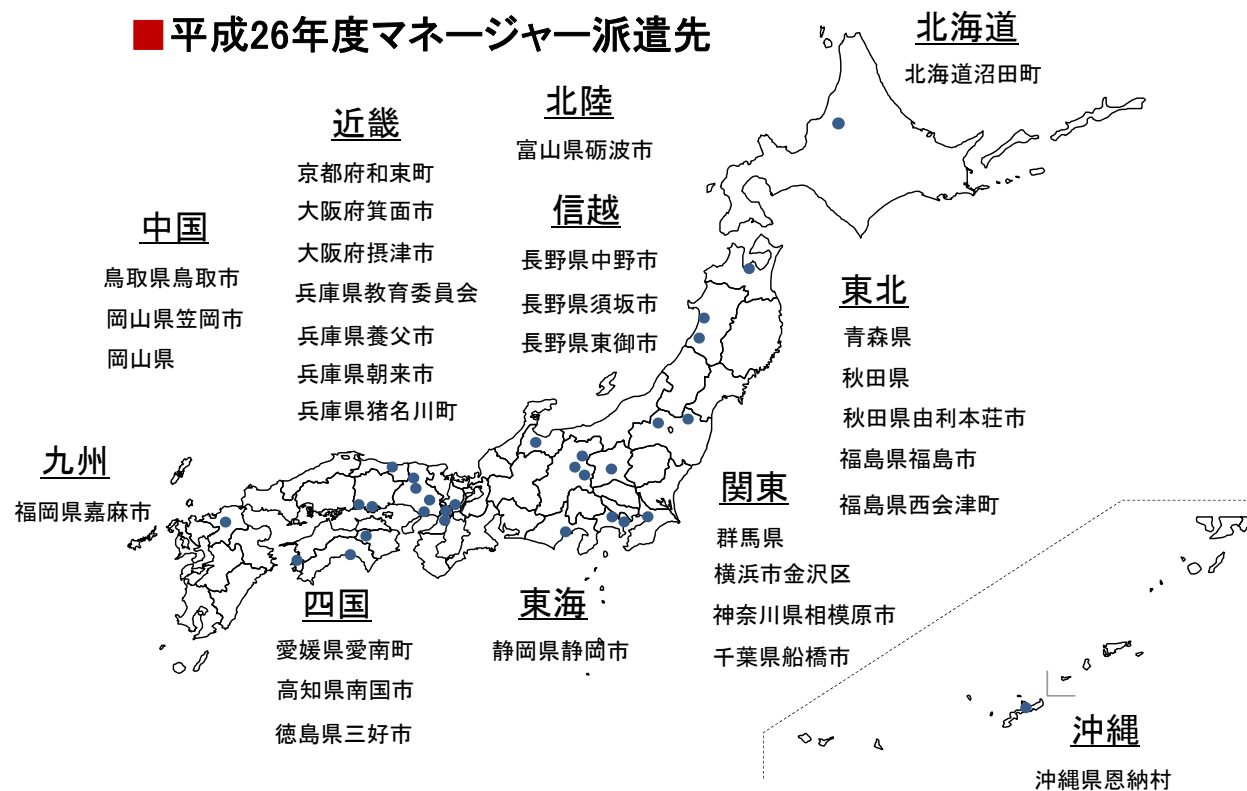 ■平成26年度マネージャー派遣先
北海道
北海道沼田町
北陸
富山県砺波市
近畿
京都府和束町
大阪府箕面市
大阪府摂津市
兵庫県教育委員会
兵庫県養父市
兵庫県朝来市
兵庫県猪名川町
信越
長野県中野市
長野県須坂市
長野県東御市
中国
鳥取県鳥取市
岡山県笠岡市
岡山県
東北
青森県
秋田県
秋田県由利本荘市
福島県福島市
福島県西会津町
九州
福岡県嘉麻市
関東
群馬県
横浜市金沢区
神奈川県相模原市
千葉県船橋市
四国
愛媛県愛南町
高知県南国市
徳島県三好市
東海
静岡県静岡市
沖縄
沖縄県恩納村